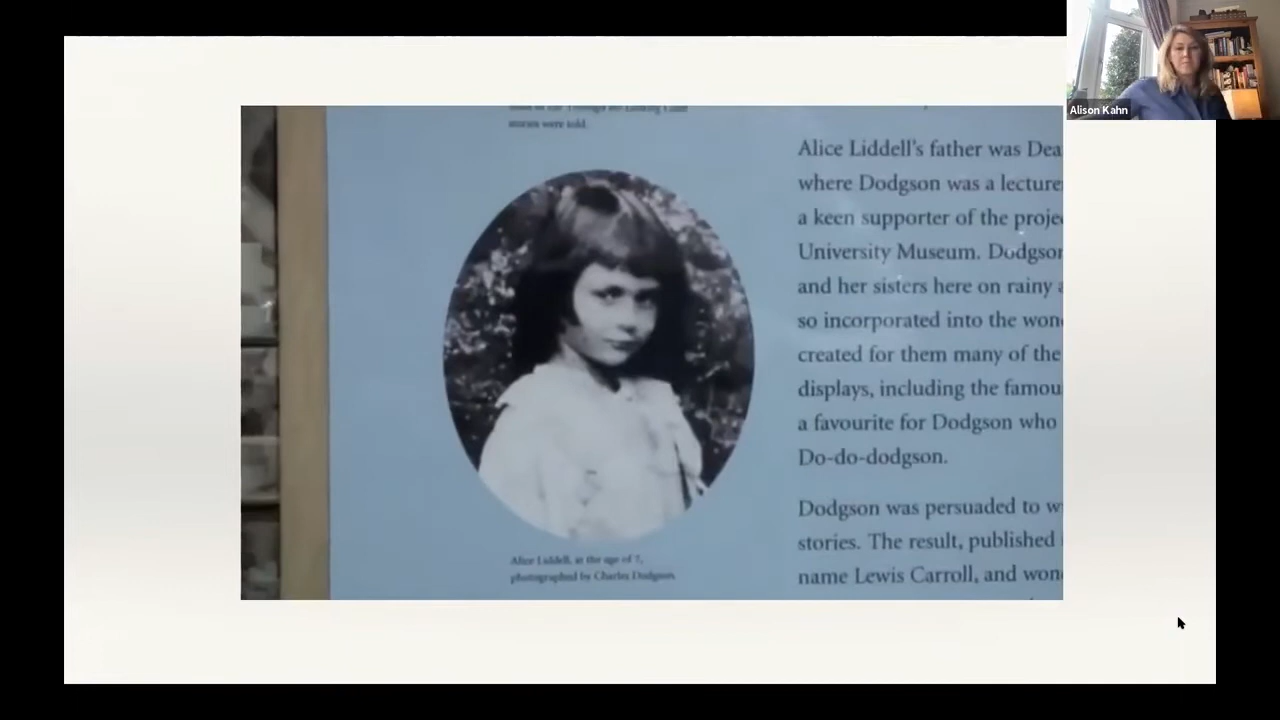 stories were told.
Alice Liddell's father was Dea
where Dodgson was a lecture
a keen supporter of the proje
University Museum. Dodgson
and her sisters here on rainy a
so incorporated into the won
created for them many of the
displays, including the famou
a favourite for Dodgson who
Do-do-dodgson.
Dodgson was persuaded to w
stories. The result, published
name Lewis Carroll, and won
Alice Liddell, at the age of 7,
photographed by Charles Dodgson.
Alison Kahn